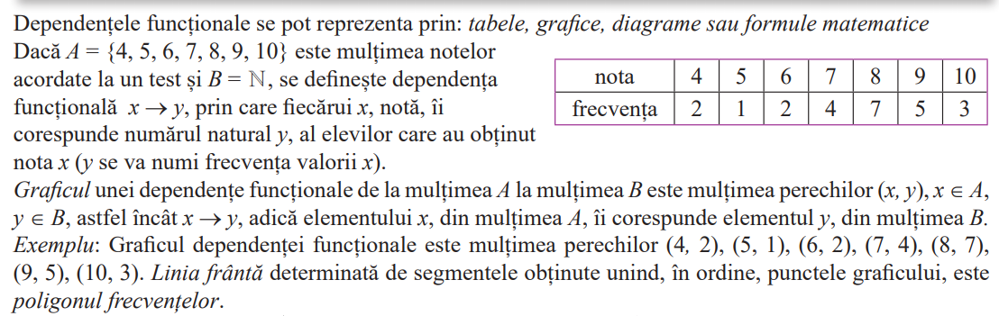 Dependențele funcționale se pot reprezenta prin: tabele, grafice, diagrame sau formule matematice
Dacă A = {4, 5, 6, 7, 8, 9, 10} este mulțimea notelor
acordate la un test și B = ℕ, se definește dependența
funcțională x → y, prin care fiecărui x, notă, îi
corespunde numărul natural y, al elevilor care au obținut
nota x (y se va numi frecvența valorii x).
nota 4 5 6 7 8 9 10
frecvența 2 1 2 4 7 5 3
Graficul unei dependențe funcționale de la mulțimea A la mulțimea B este mulțimea perechilor (x, y), x ∈ A,
y ∈ B, astfel încât x → y, adică elementului x, din mulțimea A, îi corespunde elementul y, din mulțimea B.
Exemplu: Graficul dependenței funcționale este mulțimea perechilor (4, 2), (5, 1), (6, 2), (7, 4), (8, 7),
(9, 5), (10, 3). Linia frântă determinată de segmentele obținute unind, în ordine, punctele graficului, este
poligonul frecvențelor.